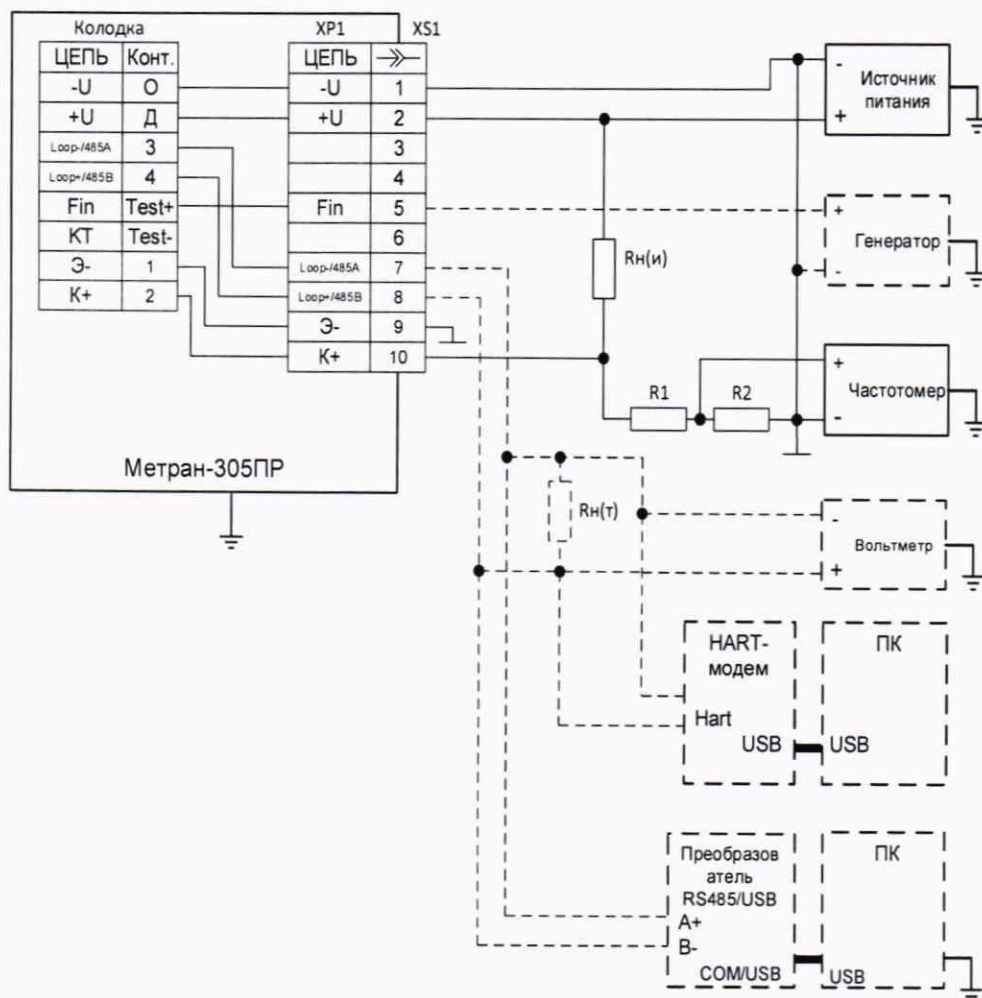 Колодка
XP1
XS1
ЦЕПЬ Конт.
-U О
+U Д
Loop-/485A 3
Loop+/485B 4
Fin Test+
КТ Test-
Э- 1
К+ 2
ЦЕПЬ
-U 1
+U 2
3
4
Fin 5
6
Loop-/485A 7
Loop+/485B 8
Э- 9
К+ 10
Метран-305ПР
Rн(и)
R1
R2
Rн(т)
-
Источник
питания
+
+
Генератор
-
+
Частотомер
-
-
Вольтметр
+
HART-
модем
Hart
USB
ПК
USB
Преобразов
атель
RS485/USB
A+
B-
COM/USB
ПК
USB